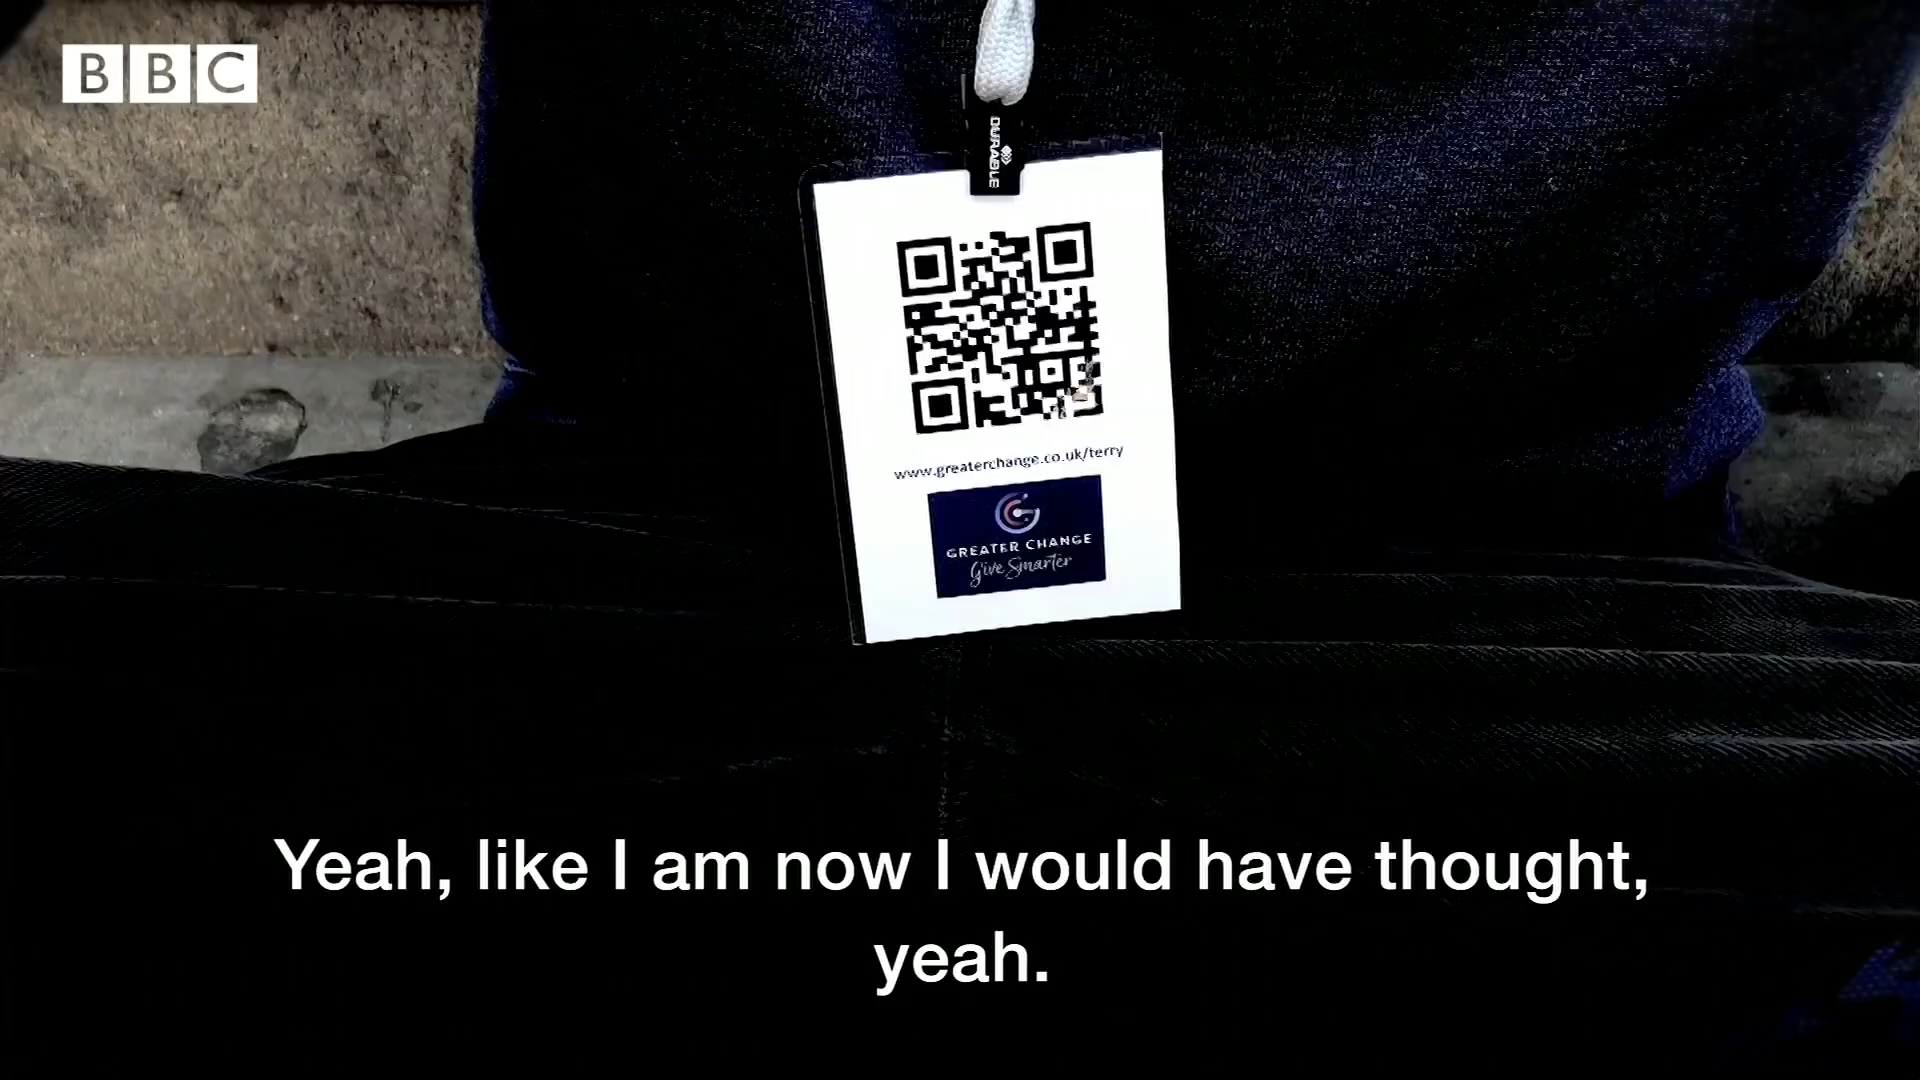 BBC
DURABLE
www.greaterchange.co.uk/terry
GREATER CHANGE
Give Smarter
Yeah, like I am now I would have thought,
yeah.